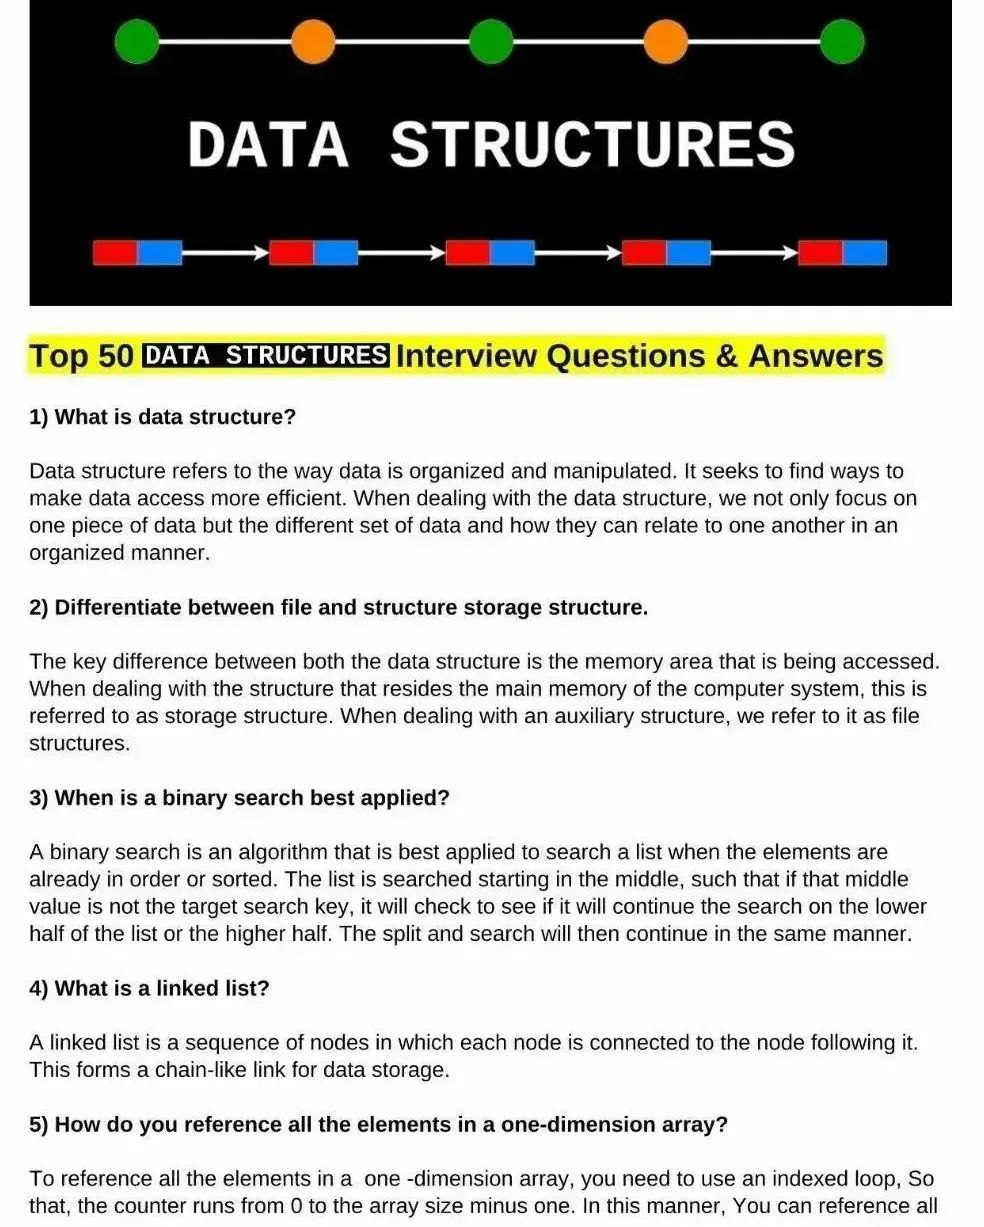 DATA STRUCTURES
Top 50 DATA STRUCTURES Interview Questions & Answers
1) What is data structure?
Data structure refers to the way data is organized and manipulated. It seeks to find ways to
make data access more efficient. When dealing with the data structure, we not only focus on
one piece of data but the different set of data and how they can relate to one another in an
organized manner.
2) Differentiate between file and structure storage structure.
The key difference between both the data structure is the memory area that is being accessed.
When dealing with the structure that resides the main memory of the computer system, this is
referred to as storage structure. When dealing with an auxiliary structure, we refer to it as file
structures.
3) When is a binary search best applied?
A binary search is an algorithm that is best applied to search a list when the elements are
already in order or sorted. The list is searched starting in the middle, such that if that middle
value is not the target search key, it will check to see if it will continue the search on the lower
half of the list or the higher half. The split and search will then continue in the same manner.
4) What is a linked list?
A linked list is a sequence of nodes in which each node is connected to the node following it.
This forms a chain-like link for data storage.
5) How do you reference all the elements in a one-dimension array?
To reference all the elements in a  one -dimension array, you need to use an indexed loop, So
that, the counter runs from 0 to the array size minus one. In this manner, You can reference all